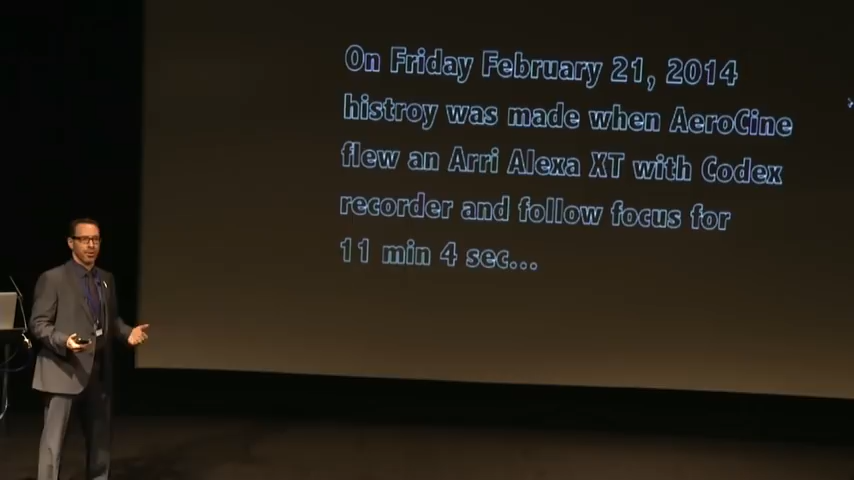 On Friday February 21, 2014
histroy was made when AeroCine
flew an Arri Alexa XT with Codex
recorder and follow focus for
11 min 4 sec...